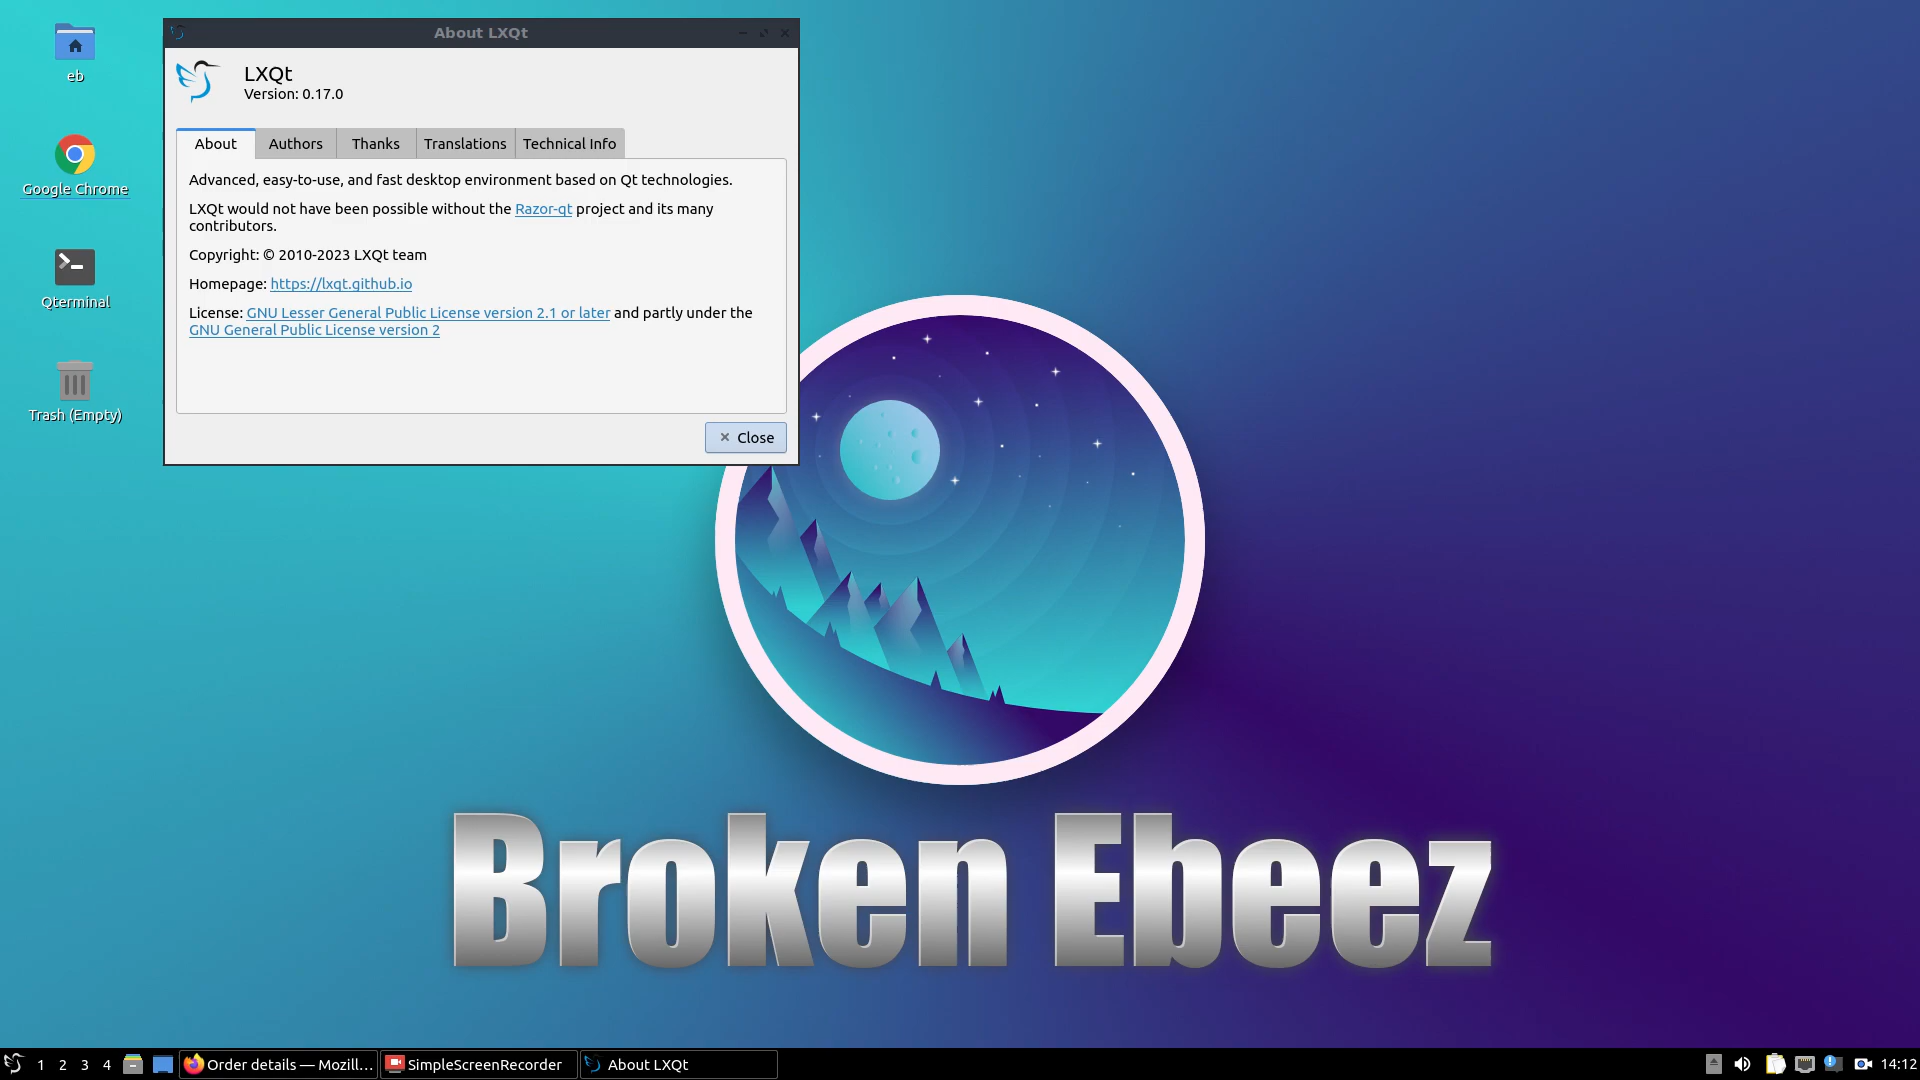 eb
Google Chrome
Qterminal
Trash (Empty)
About LXQt
LXQt
Version: 0.17.0
About
Authors
Thanks
Translations
Technical Info
Advanced, easy-to-use, and fast desktop environment based on Qt technologies.
LXQt would not have been possible without the Razor-qt project and its many
contributors.
Copyright: © 2010-2023 LXQt team
Homepage: https://lxqt.github.io
License: GNU Lesser General Public License version 2.1 or later and partly under the
GNU General Public License version 2
Close
Broken Ebeez
1 2 3 4
Order details — Mozill...
SimpleScreenRecorder
About LXQt
14:12